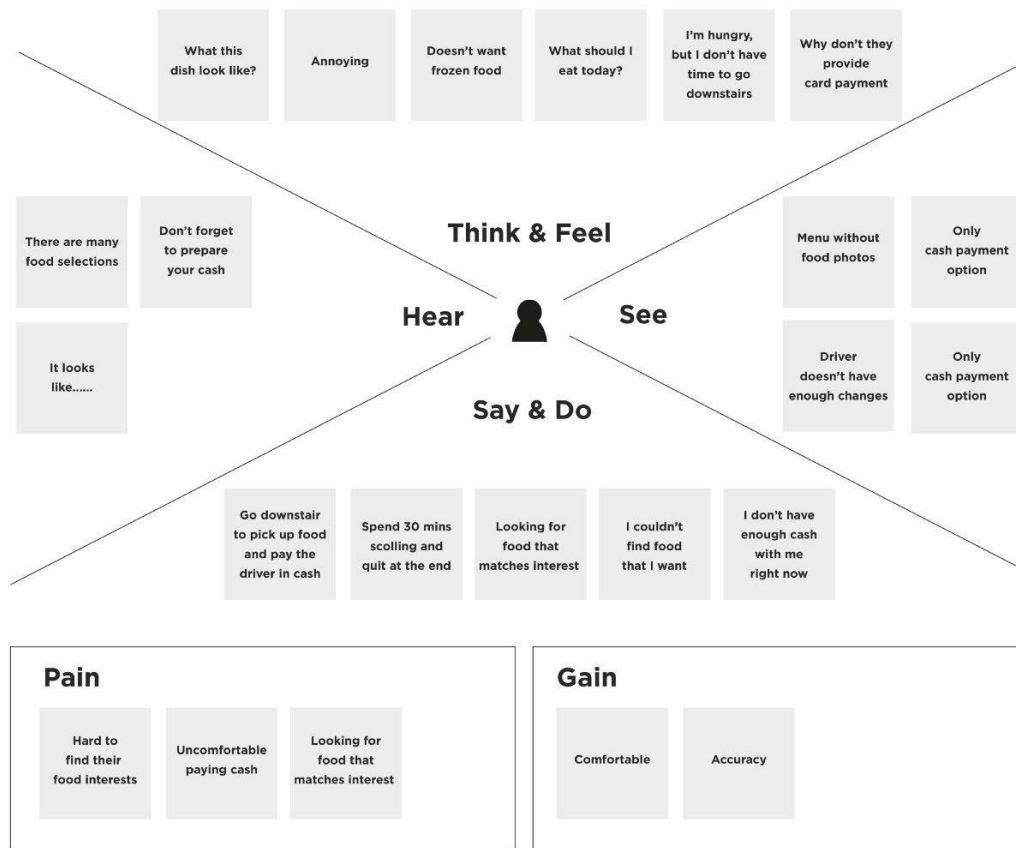 What this
dish look like?
Annoying
Doesn't want
frozen food
What should I
eat today?
I'm hungry,
but I don't have
time to go
downstairs
Why don't they
provide
card payment
Think & Feel
There are many
food selections
Don't forget
to prepare
your cash
It looks
like......
Hear
See
Menu without
food photos
Only
cash payment
option
Driver
doesn't have
enough changes
Only
cash payment
option
Say & Do
Go downstair
to pick up food
and pay the
driver in cash
Spend 30 mins
scolling and
quit at the end
Looking for
food that
matches interest
I couldn't
find food
that I want
I don't have
enough cash
with me
right now
Pain
Hard to
find their
food interests
Uncomfortable
paying cash
Looking for
food that
matches interest
Gain
Comfortable
Accuracy